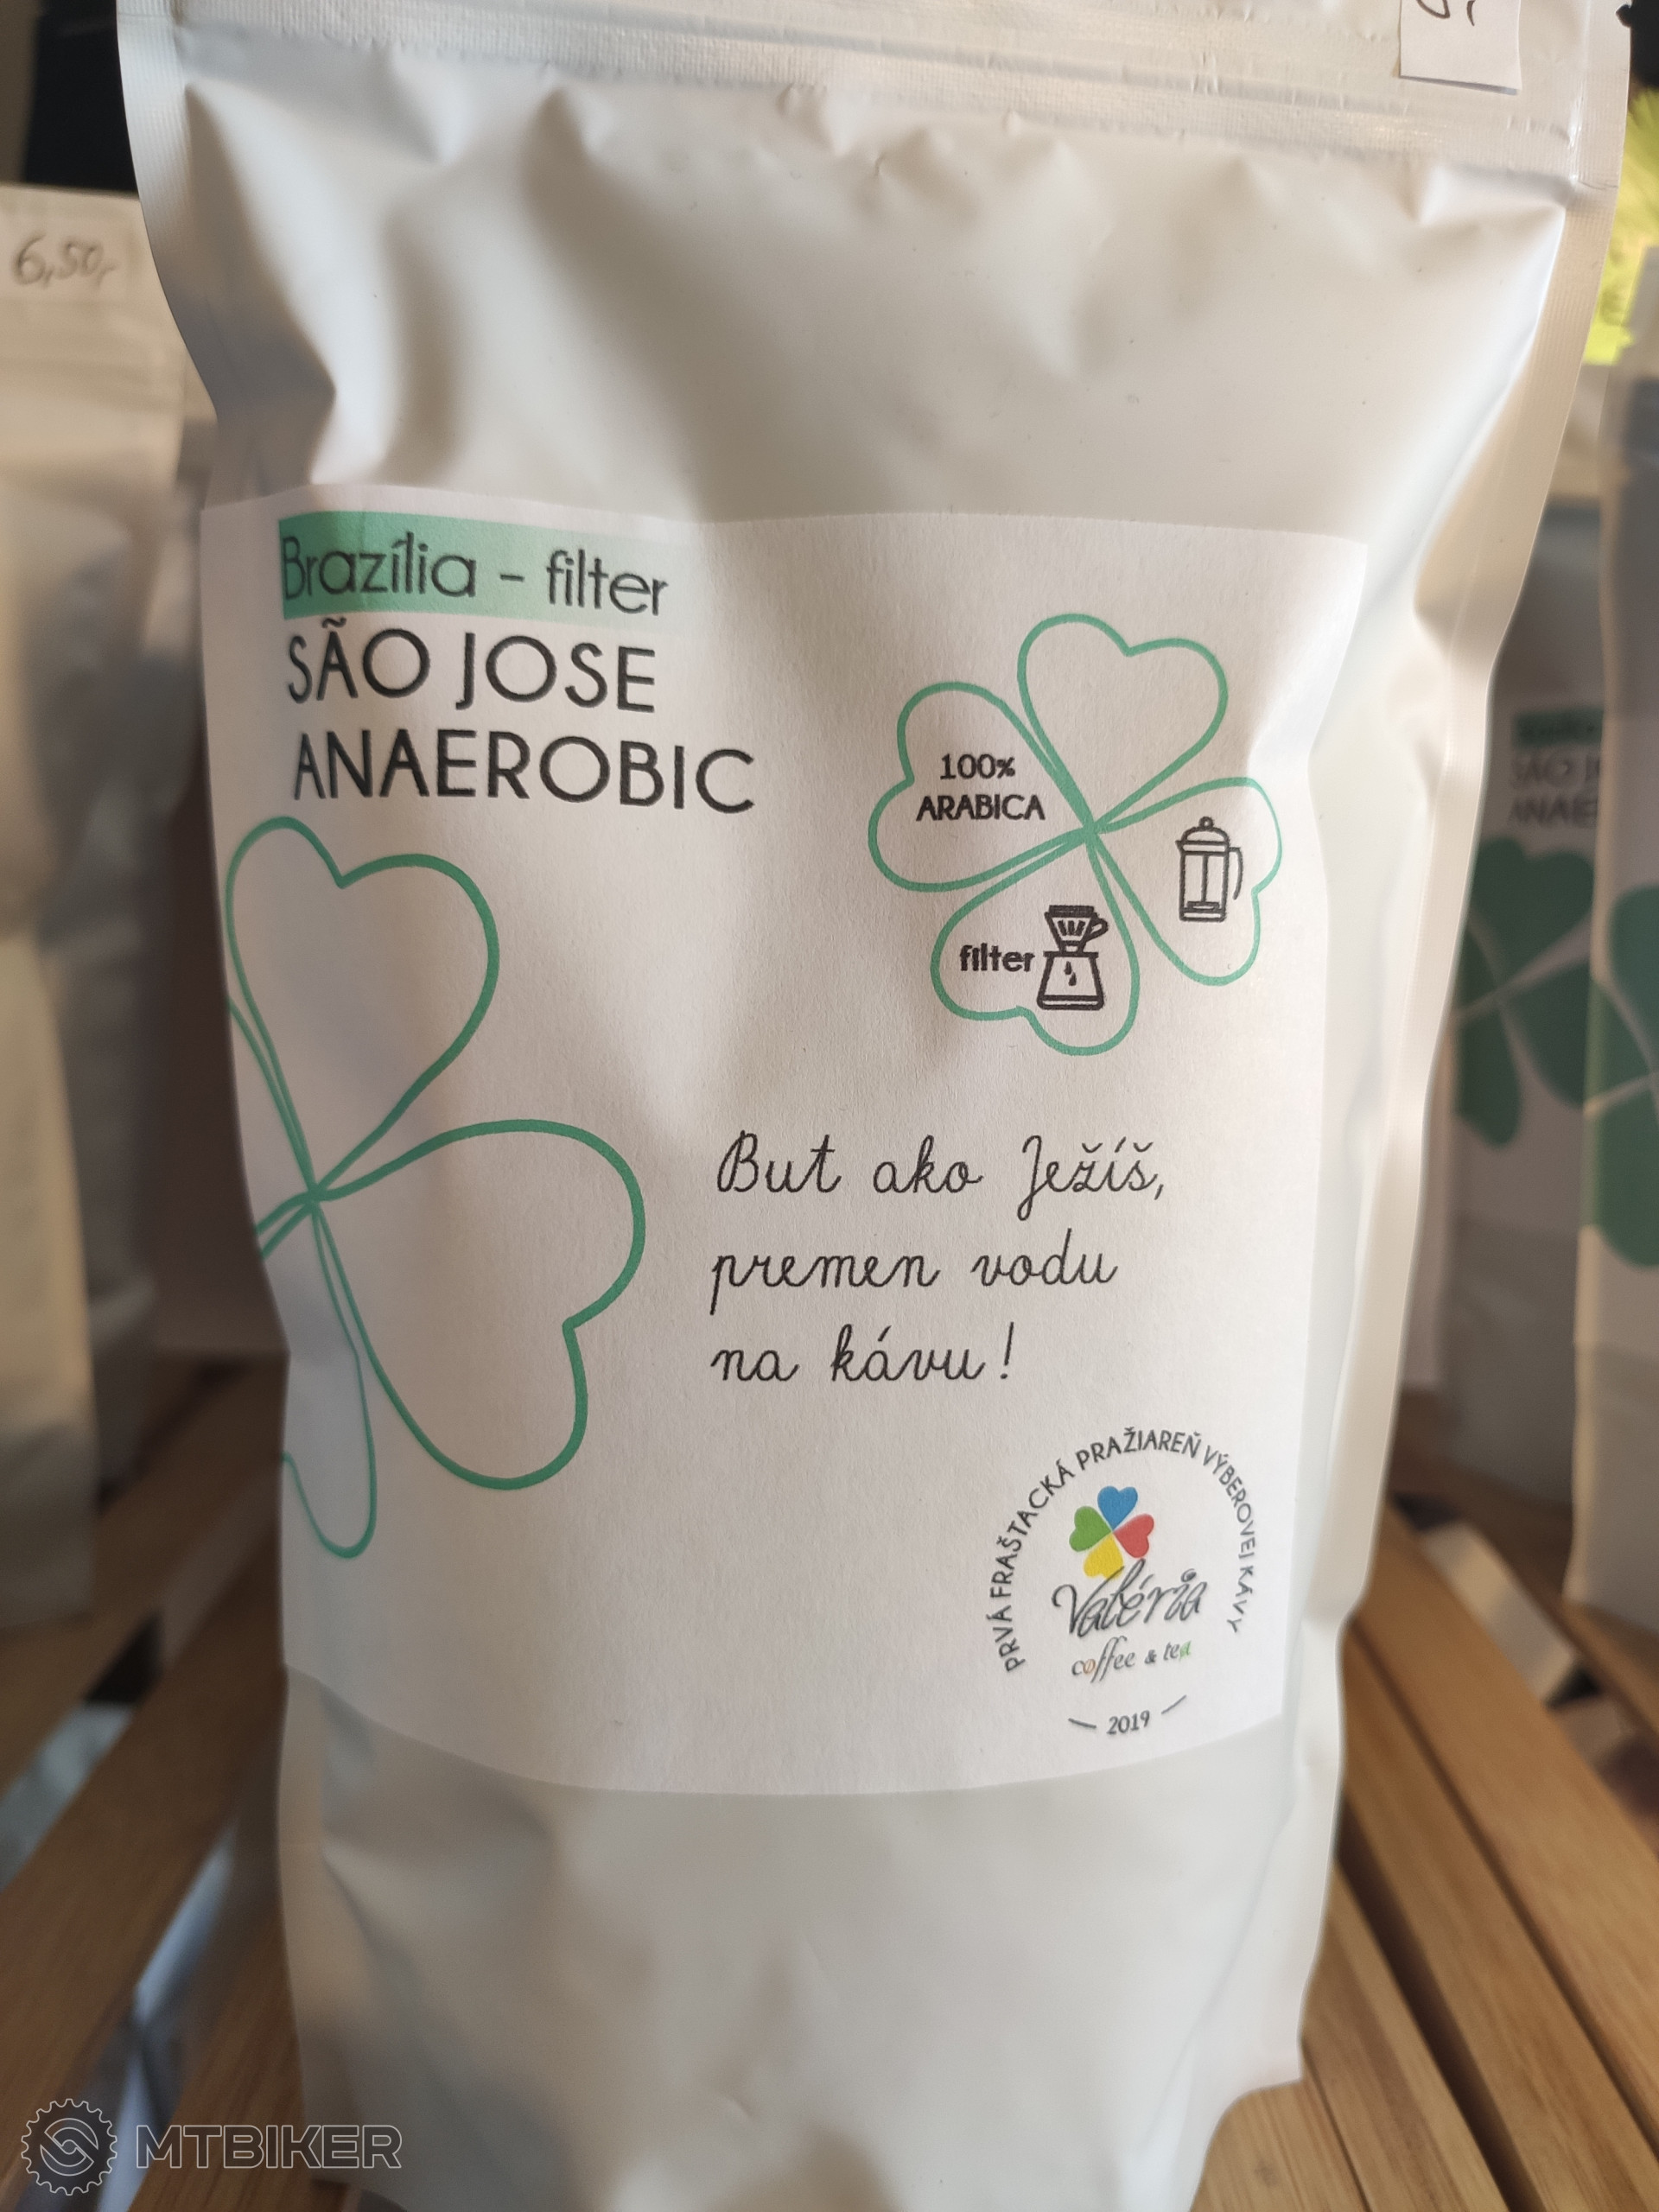 6,50,-
Brazília - filter
SÃO JOSE
ANAEROBIC
100%
ARABICA
filter
But ako Ježíš,
premen vodu
na kávu!
PRVÁ FRAŠTACKÁ PRAŽIAREŇ VÝBEROVEJ KÁVY
Valéria
coffee & tea
2019
MTBIKER